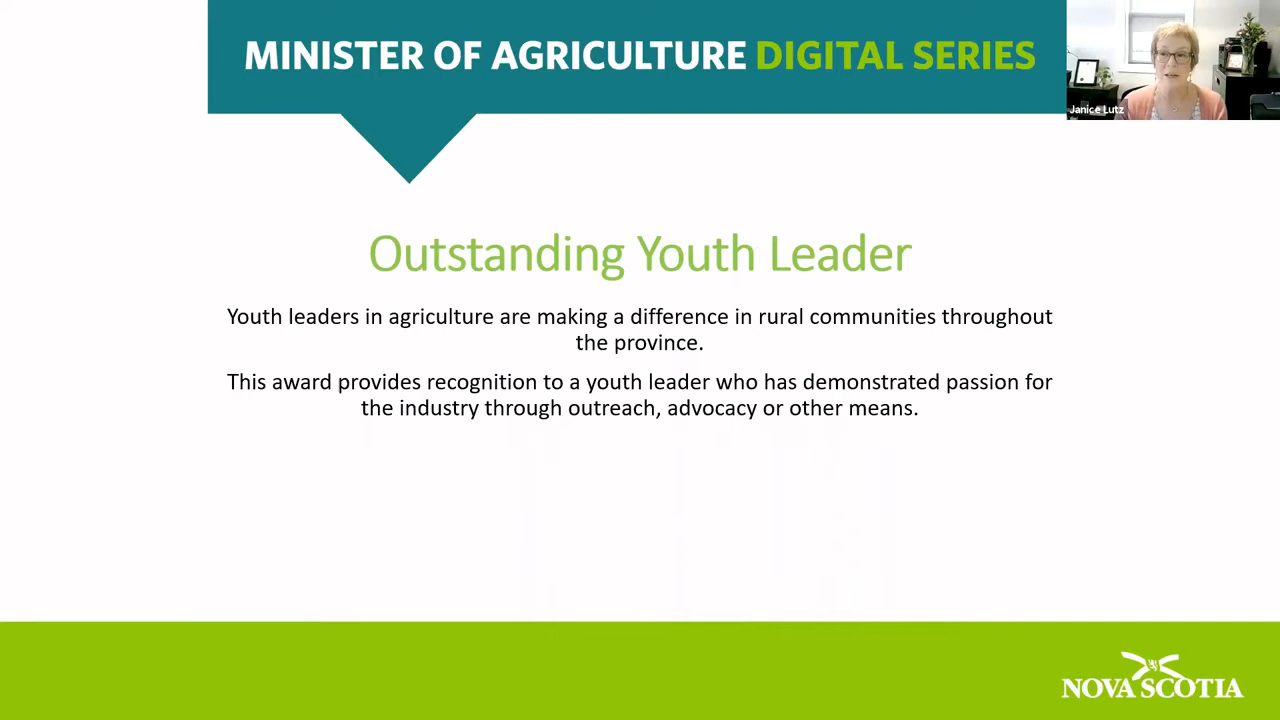 MINISTER OF AGRICULTURE DIGITAL SERIES
Janice Lutz
Outstanding Youth Leader
Youth leaders in agriculture are making a difference in rural communities throughout
the province.
This award provides recognition to a youth leader who has demonstrated passion for
the industry through outreach, advocacy or other means.
NOVA SCOTIA